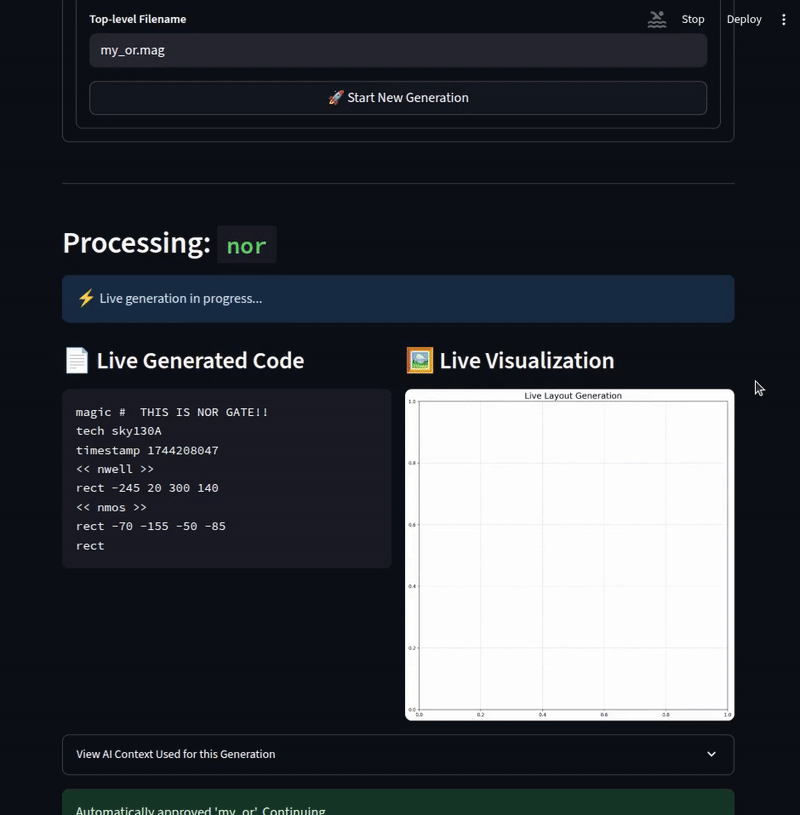 Top-level Filename
Stop
Deploy
my_or.mag
🚀 Start New Generation
Processing: nor
⚡ Live generation in progress...
📄 Live Generated Code
🖼️ Live Visualization
magic #  THIS IS NOR GATE!!
tech sky130A
timestamp 1744208047
<< nwell >>
rect -245 20 300 140
<< nmos >>
rect -70 -155 -50 -85
rect
Live Layout Generation
1.0
0.8
0.6
0.4
0.2
0.0
0.0 0.2 0.4 0.6 0.8 1.0
View AI Context Used for this Generation
Automatically approved 'my_or'. Continuing